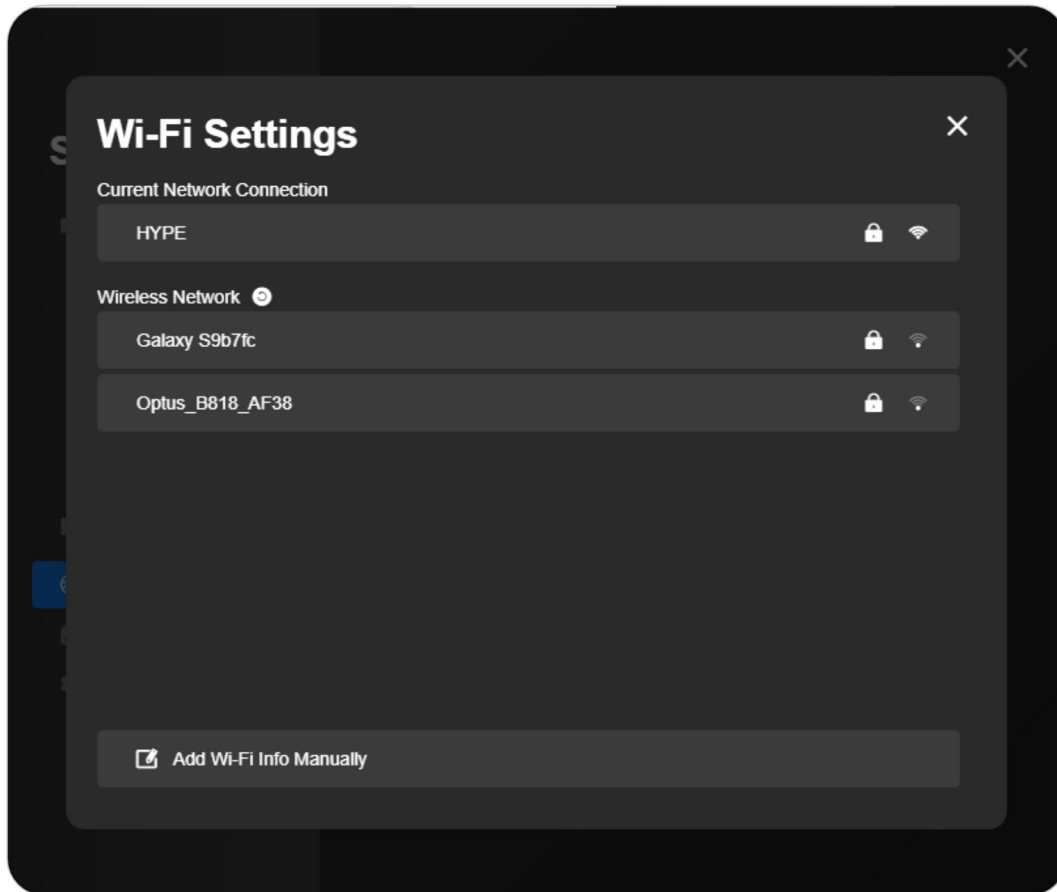 Wi-Fi Settings
Current Network Connection
HYPE
Wireless Network
Galaxy S9b7fc
Optus_B818_AF38
Add Wi-Fi Info Manually